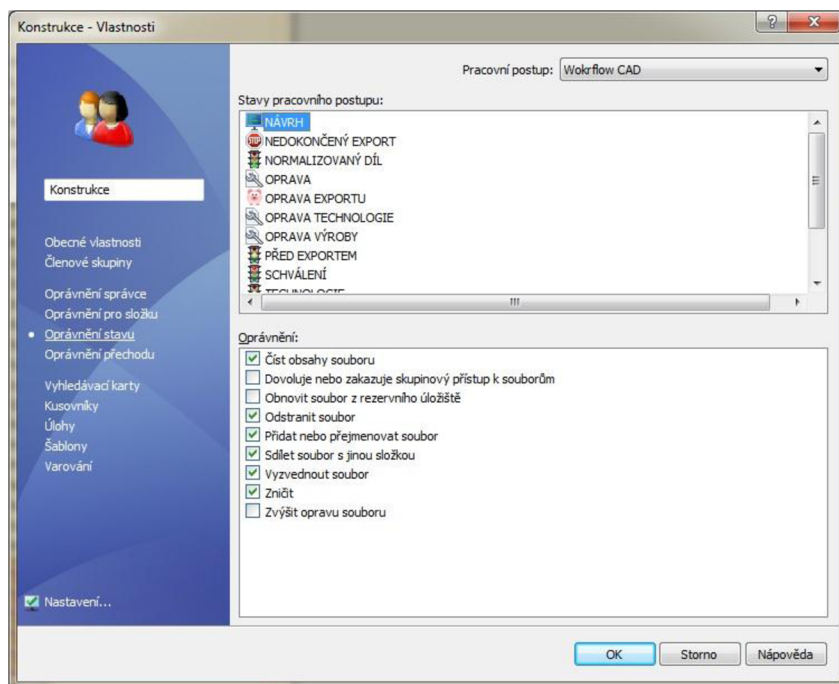 Konstrukce - Vlastnosti
Pracovní postup: Wokrflow CAD
Stavy pracovního postupu:
NÁVRH
NEDOKONČENÝ EXPORT
NORMALIZOVANÝ DÍL
OPRAVA
OPRAVA EXPORTU
OPRAVA TECHNOLOGIE
OPRAVA VÝROBY
PŘED EXPORTEM
SCHVÁLENÍ
TECHNOLOGIE
Konstrukce
Obecné vlastnosti
Členové skupiny
Oprávnění správce
Oprávnění pro složku
Oprávnění stavu
Oprávnění přechodu
Vyhledávací karty
Kusovníky
Úlohy
Šablony
Varování
Nastavení...
Oprávnění:
Číst obsahy souboru
Dovoluje nebo zakazuje skupinový přístup k souborům
Obnovit soubor z rezervního úložiště
Odstranit soubor
Přidat nebo přejmenovat soubor
Sdílet soubor s jinou složkou
Vyzvednout soubor
Zničit
Zvýšit opravu souboru
OK
Storno
Nápověda